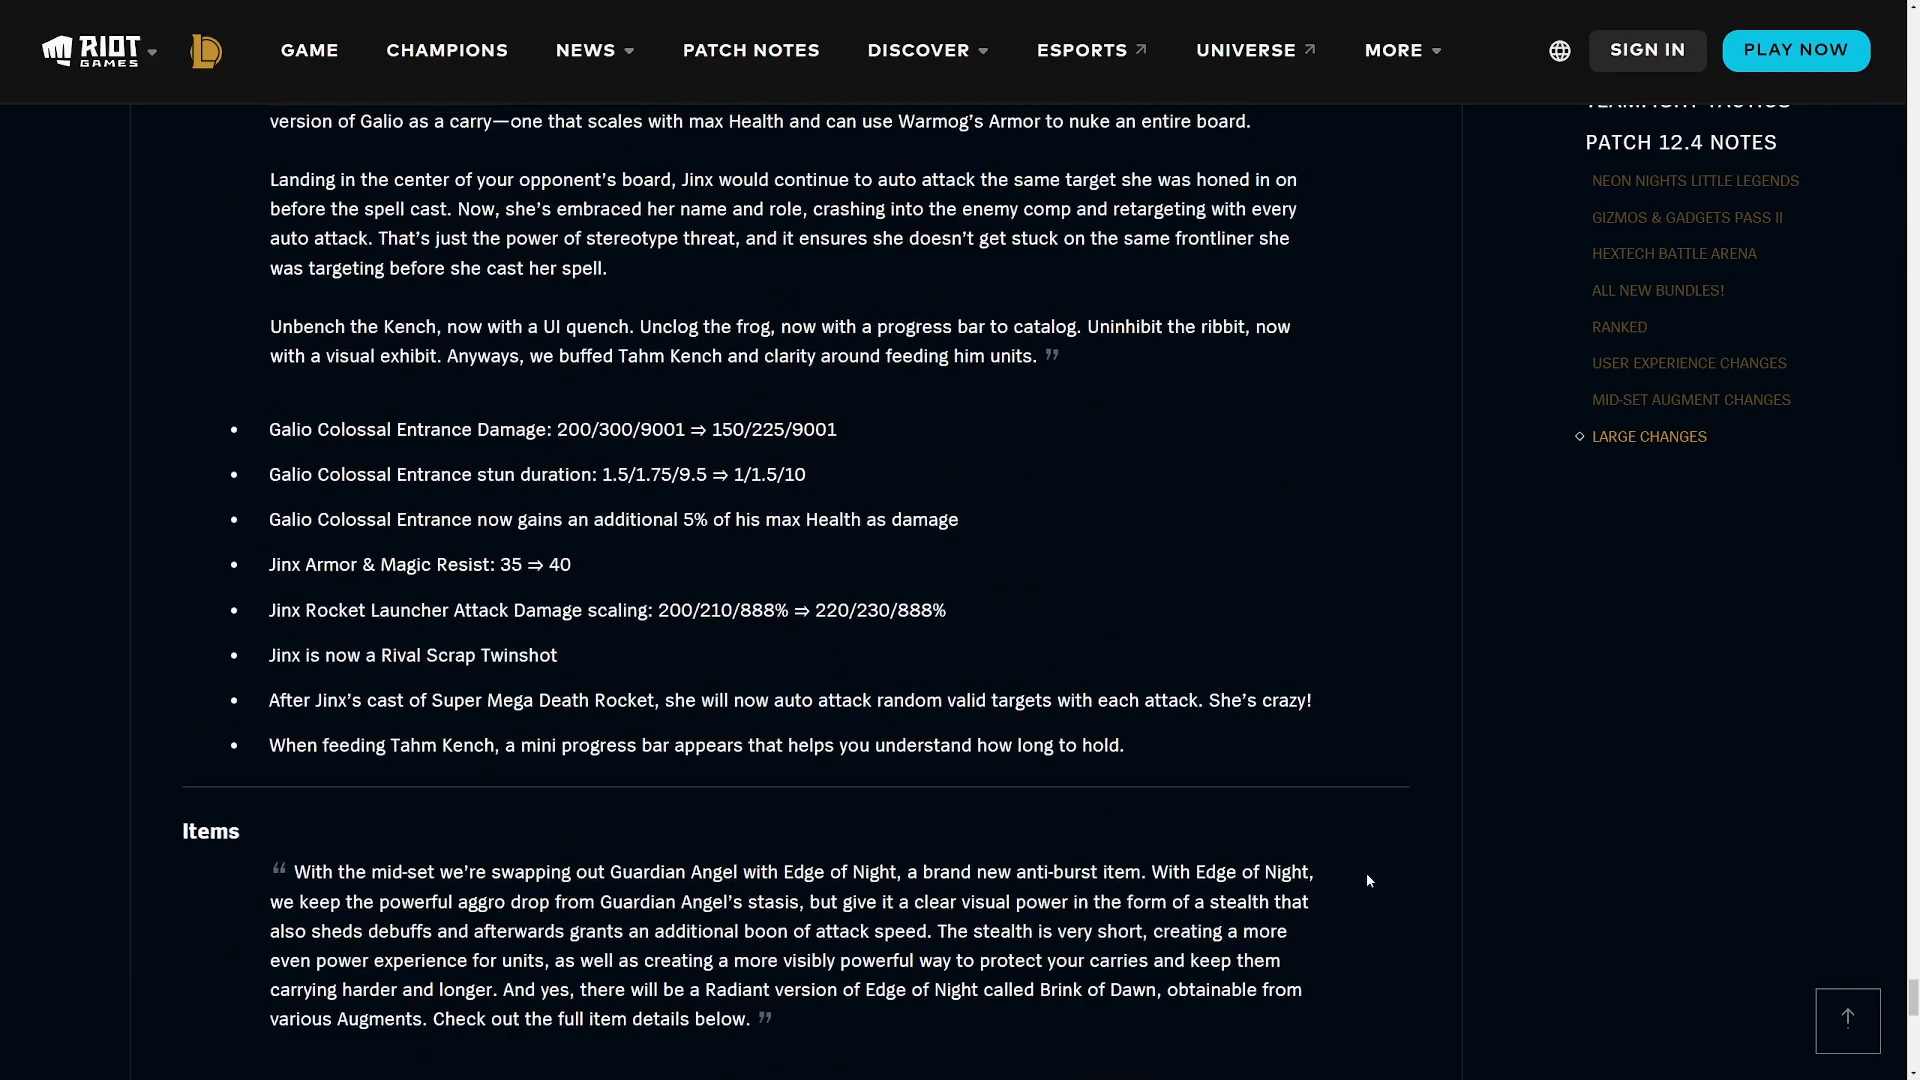 RIOT GAMES
GAME
CHAMPIONS
NEWS
PATCH NOTES
DISCOVER
ESPORTS
UNIVERSE
MORE
SIGN IN
PLAY NOW
version of Galio as a carry—one that scales with max Health and can use Warmog's Armor to nuke an entire board.
Landing in the center of your opponent's board, Jinx would continue to auto attack the same target she was honed in on
before the spell cast. Now, she's embraced her name and role, crashing into the enemy comp and retargeting with every
auto attack. That's just the power of stereotype threat, and it ensures she doesn't get stuck on the same frontliner she
was targeting before she cast her spell.
Unbench the Kench, now with a UI quench. Unclog the frog, now with a progress bar to catalog. Uninhibit the ribbit, now
with a visual exhibit. Anyways, we buffed Tahm Kench and clarity around feeding him units. ”
• Galio Colossal Entrance Damage: 200/300/9001 ⇒ 150/225/9001
• Galio Colossal Entrance stun duration: 1.5/1.75/9.5 ⇒ 1/1.5/10
• Galio Colossal Entrance now gains an additional 5% of his max Health as damage
• Jinx Armor & Magic Resist: 35 ⇒ 40
• Jinx Rocket Launcher Attack Damage scaling: 200/210/888% ⇒ 220/230/888%
• Jinx is now a Rival Scrap Twinshot
• After Jinx's cast of Super Mega Death Rocket, she will now auto attack random valid targets with each attack. She's crazy!
• When feeding Tahm Kench, a mini progress bar appears that helps you understand how long to hold.
Items
“ With the mid-set we're swapping out Guardian Angel with Edge of Night, a brand new anti-burst item. With Edge of Night,
we keep the powerful aggro drop from Guardian Angel's stasis, but give it a clear visual power in the form of a stealth that
also sheds debuffs and afterwards grants an additional boon of attack speed. The stealth is very short, creating a more
even power experience for units, as well as creating a more visibly powerful way to protect your carries and keep them
carrying harder and longer. And yes, there will be a Radiant version of Edge of Night called Brink of Dawn, obtainable from
various Augments. Check out the full item details below. ”
TEAMFIGHT TACTICS
PATCH 12.4 NOTES
NEON NIGHTS LITTLE LEGENDS
GIZMOS & GADGETS PASS II
HEXTECH BATTLE ARENA
ALL NEW BUNDLES!
RANKED
USER EXPERIENCE CHANGES
MID-SET AUGMENT CHANGES
LARGE CHANGES